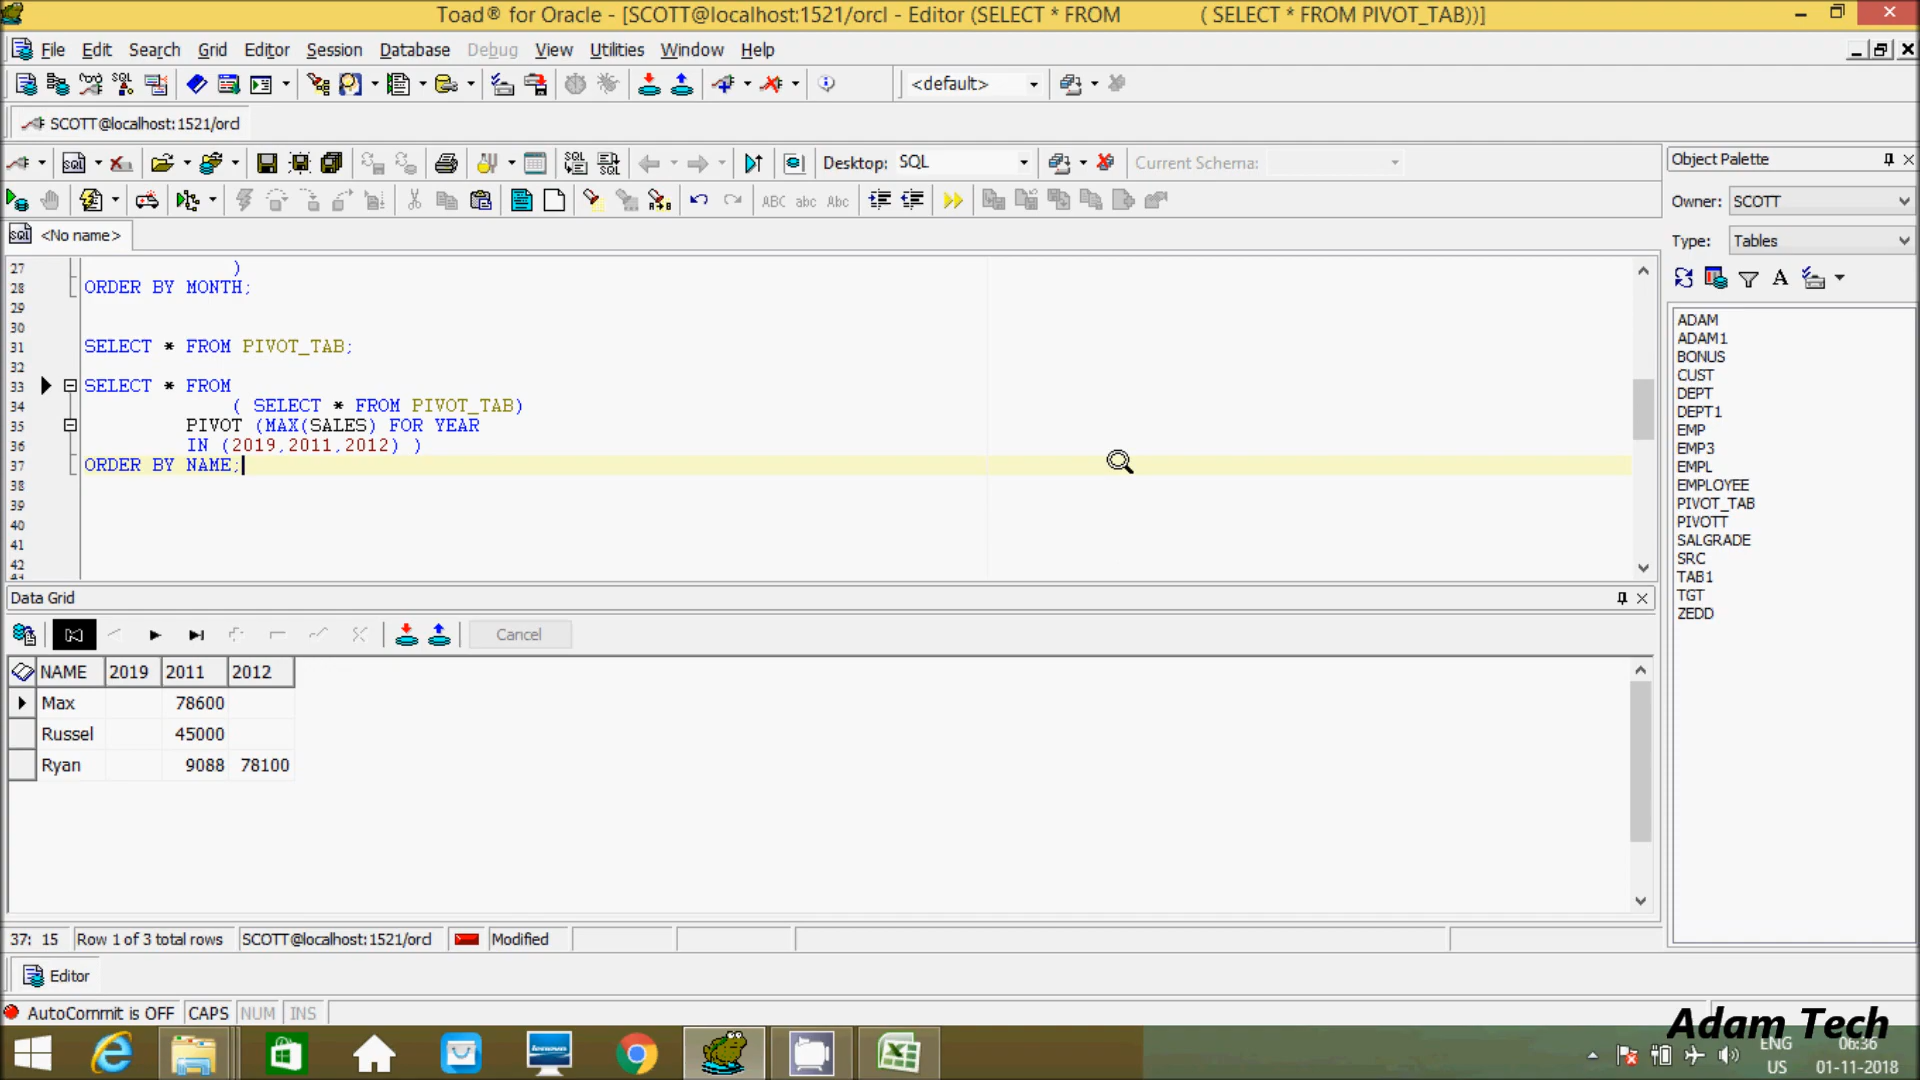 Toad® for Oracle - [SCOTT@localhost:1521/orcl - Editor (SELECT * FROM ( SELECT * FROM PIVOT_TAB))]
File Edit Search Grid Editor Session Database Debug View Utilities Window Help
SQL <default>
SCOTT@localhost:1521/orcl
SQL Desktop: SQL Current Schema:
ABC abc Abc
SQL <No name>
27 )
28 ORDER BY MONTH;
29
30
31 SELECT * FROM PIVOT_TAB;
32
33 SELECT * FROM
34 ( SELECT * FROM PIVOT_TAB)
35 PIVOT (MAX(SALES) FOR YEAR
36 IN (2019,2011,2012) )
37 ORDER BY NAME;
38
39
40
41
42
Object Palette
Owner: SCOTT
Type: Tables
A
ADAM
ADAM1
BONUS
CUST
DEPT
DEPT1
EMP
EMP3
EMPL
EMPLOYEE
PIVOT_TAB
PIVOTT
SALGRADE
SRC
TAB1
TGT
ZEDD
Data Grid
Cancel
NAME 2019 2011 2012
Max 78600
Russel 45000
Ryan 9088 78100
37: 15 Row 1 of 3 total rows SCOTT@localhost:1521/orcl Modified
Editor
AutoCommit is OFF CAPS NUM INS
Adam Tech
ENG 06:36
US 01-11-2018